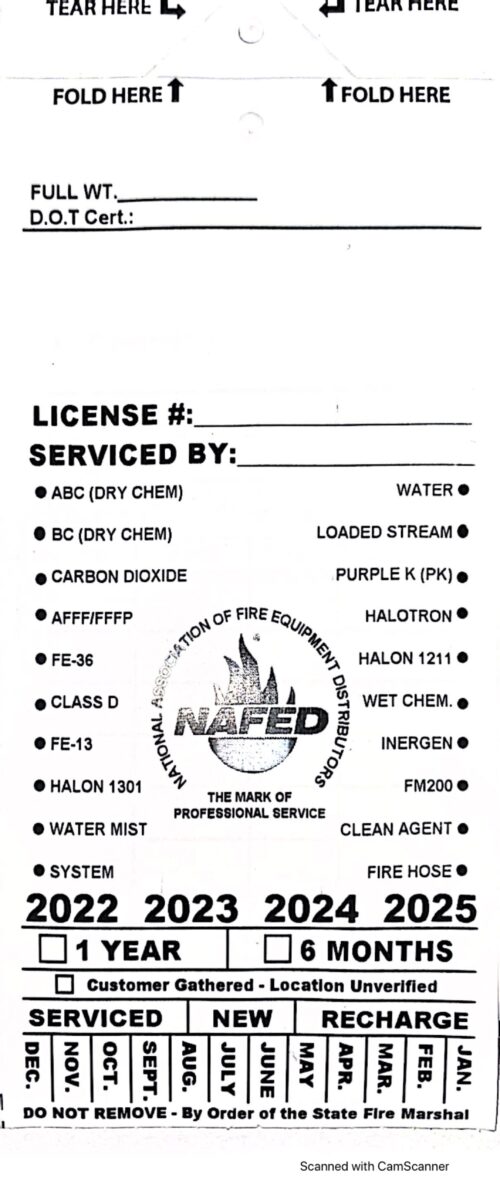 TEAR HERE TEAR HERE
FOLD HERE FOLD HERE
FULL WT.
D.O.T Cert.:
LICENSE #:
SERVICED BY:
ABC (DRY CHEM) WATER
BC (DRY CHEM) LOADED STREAM
CARBON DIOXIDE PURPLE K (PK)
AFFF/FFFP HALOTRON
FE-36 HALON 1211
CLASS D WET CHEM.
FE-13 INERGEN
HALON 1301 FM200
WATER MIST CLEAN AGENT
SYSTEM FIRE HOSE
NATIONAL ASSOCIATION OF FIRE EQUIPMENT DISTRIBUTORS
NAFED
THE MARK OF
PROFESSIONAL SERVICE
2022 2023 2024 2025
1 YEAR 6 MONTHS
Customer Gathered - Location Unverified
SERVICED NEW RECHARGE
DEC. NOV. OCT. SEPT. AUG. JULY JUNE MAY APR. MAR. FEB. JAN.
DO NOT REMOVE - By Order of the State Fire Marshal
Scanned with CamScanner